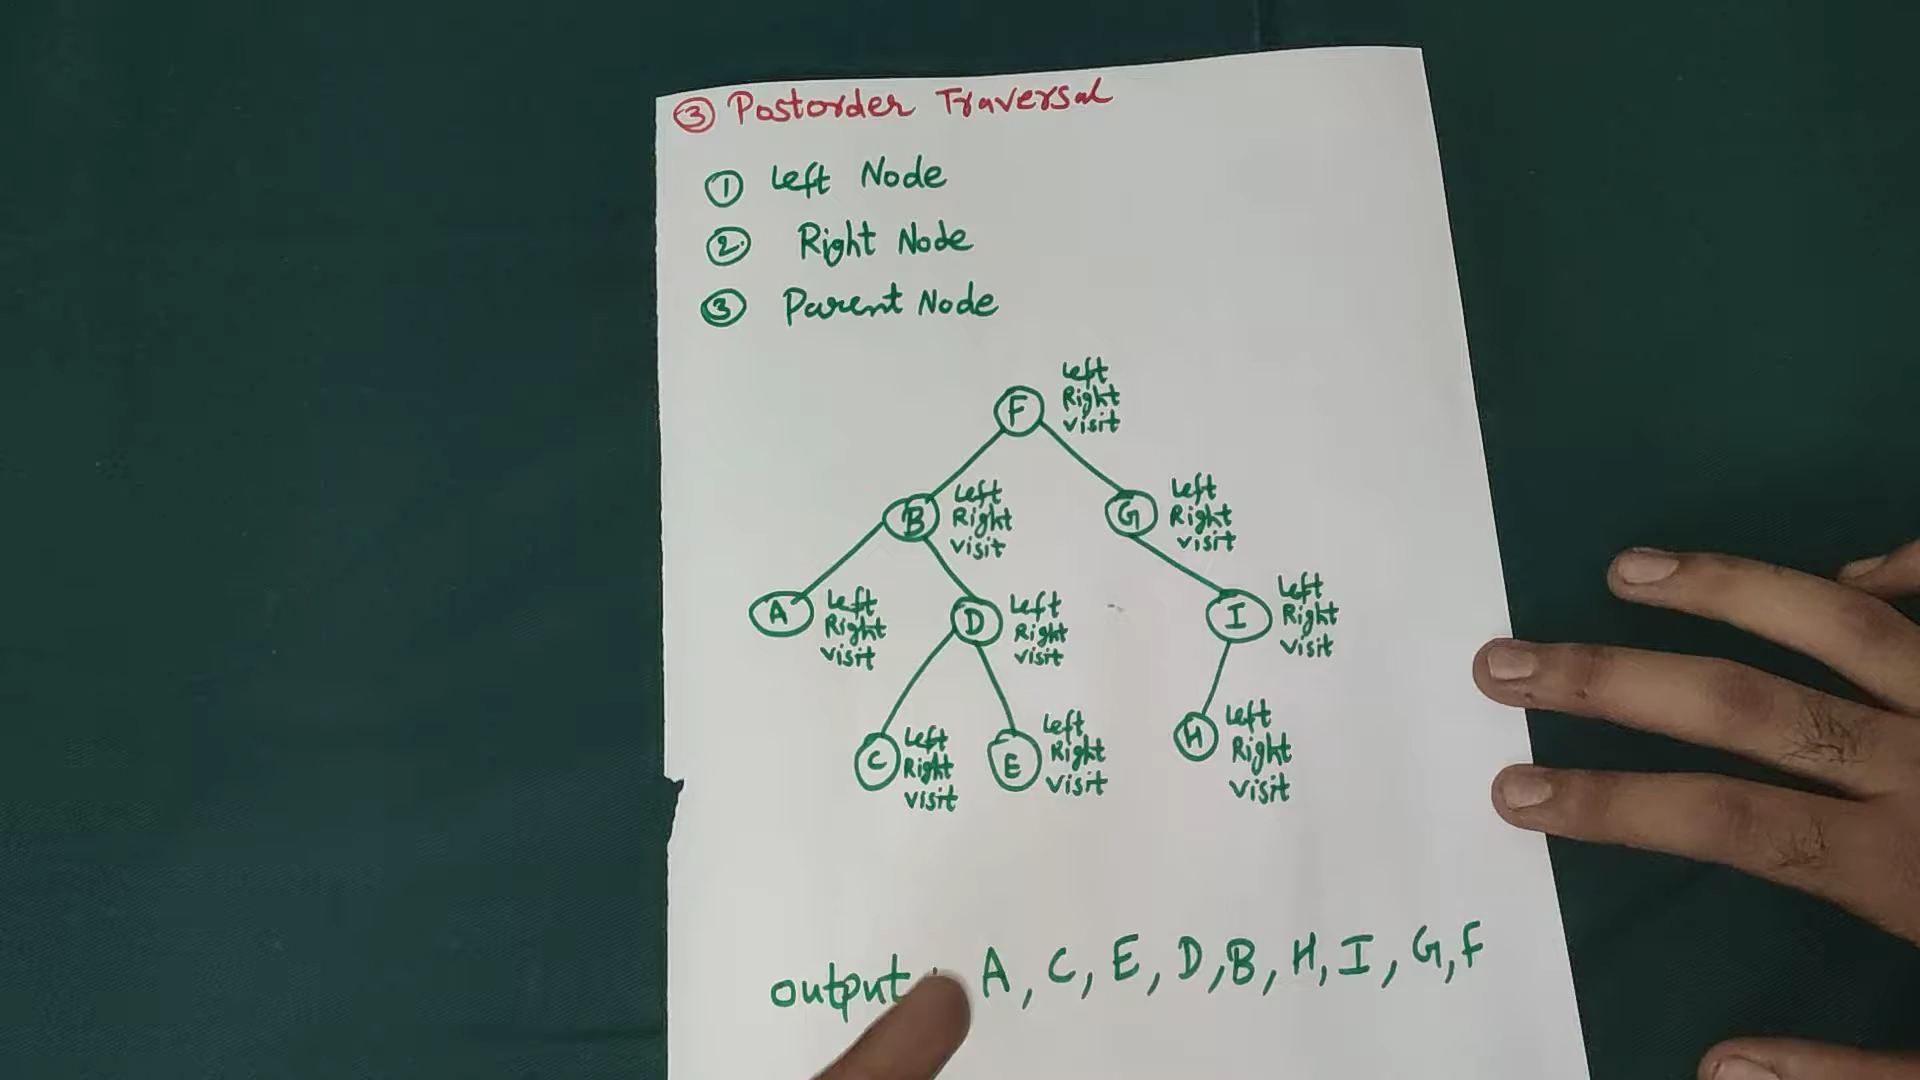 ③ Postorder Traversal
① Left Node
② Right Node
③ Parent Node
F
Left
Right
visit
B
Left
Right
visit
G
Left
Right
visit
A
Left
Right
visit
D
Left
Right
visit
I
Left
Right
visit
C
Left
Right
visit
E
Left
Right
visit
H
Left
Right
visit
output : A, C, E, D, B, H, I, G, F